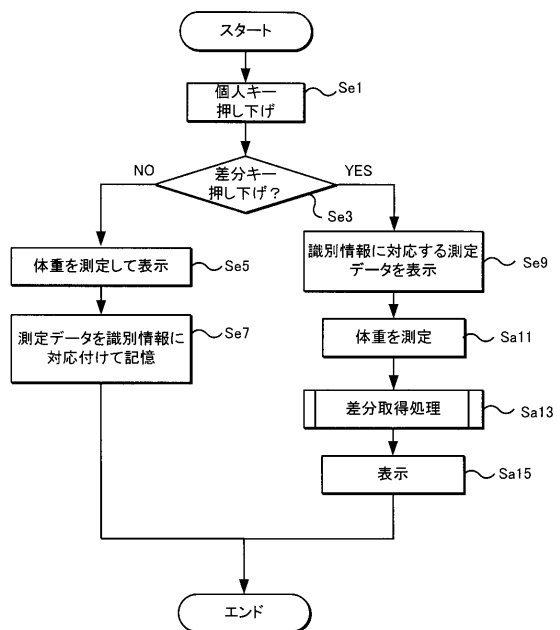 スタート
個人キー
押し下げ
Se1
差分キー
押し下げ?
NO
YES
Se3
体重を測定して表示
Se5
測定データを識別情報に
対応付けて記憶
Se7
識別情報に対応する測定
データを表示
Se9
体重を測定
Sa11
差分取得処理
Sa13
表示
Sa15
エンド